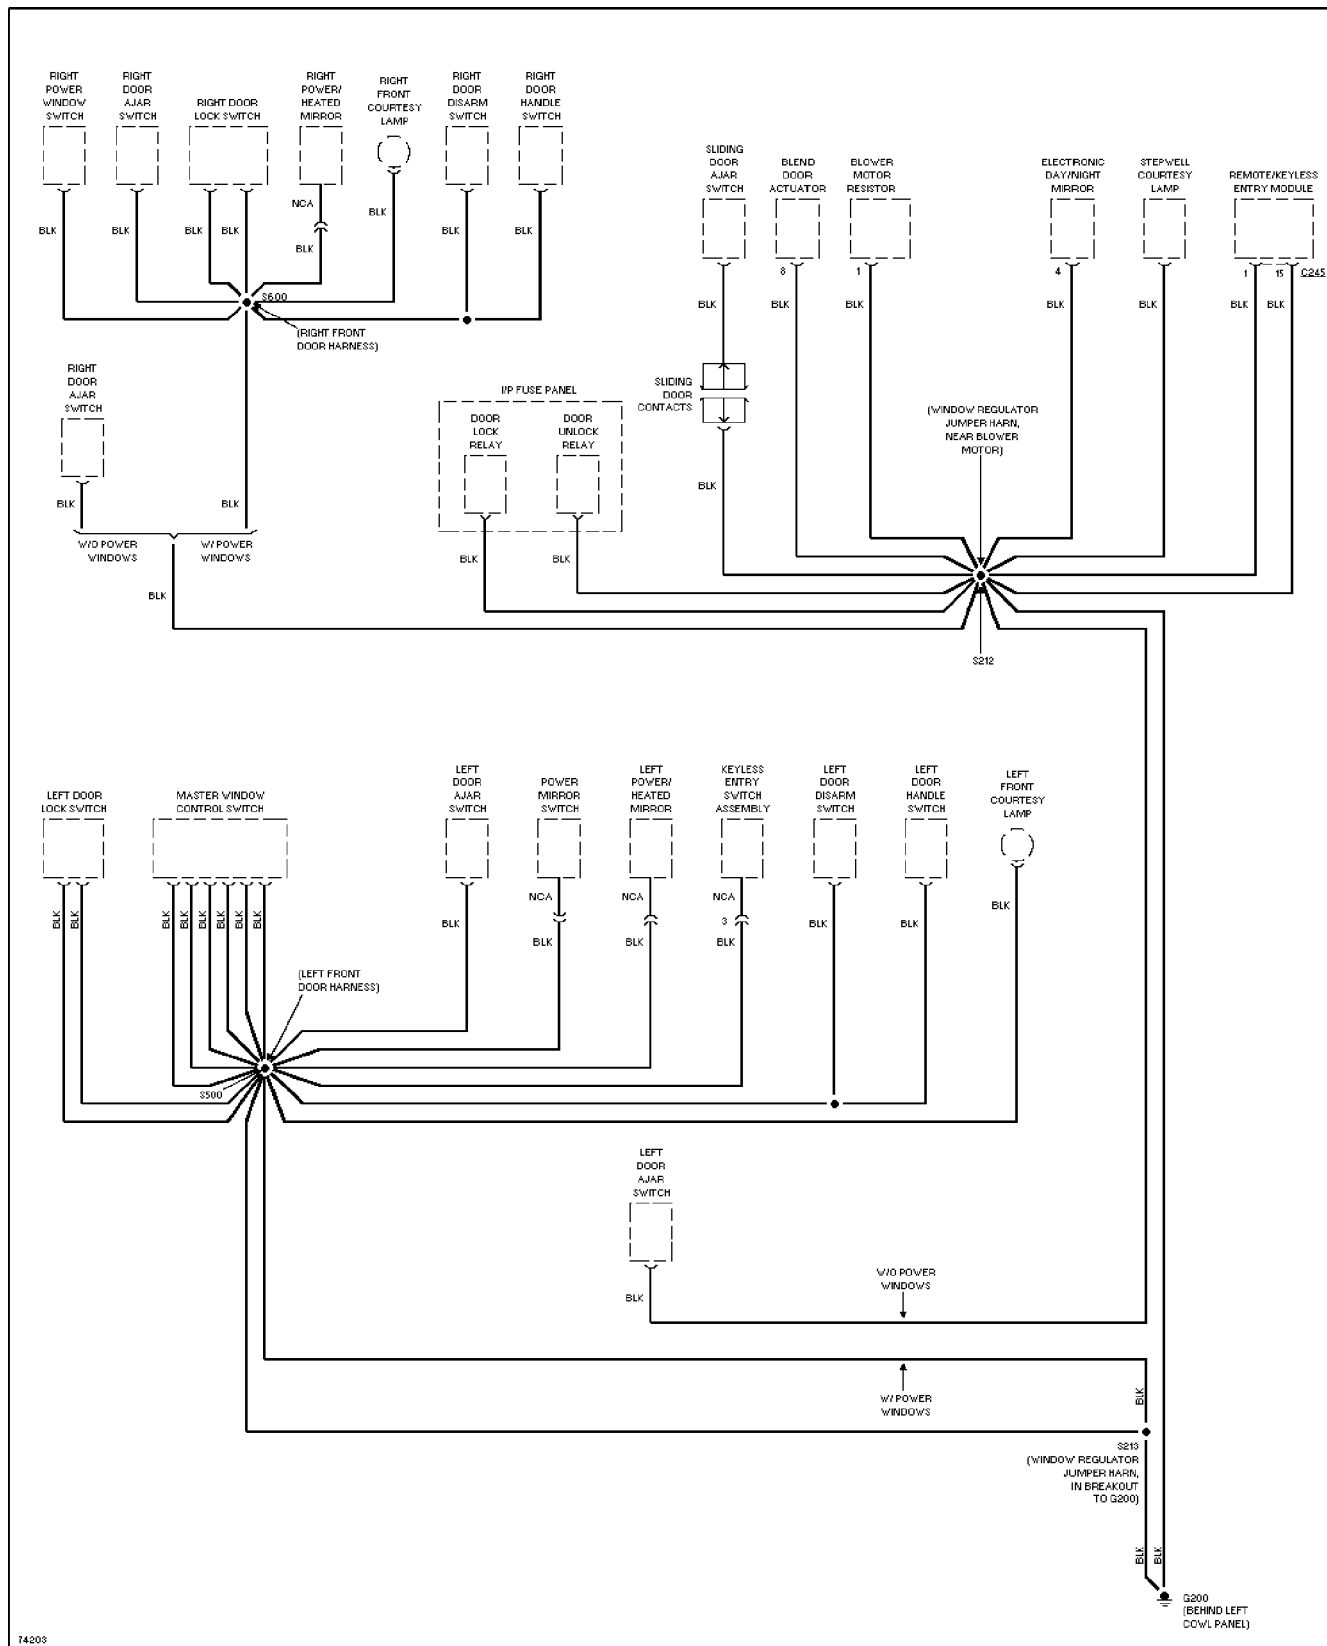 RIGHT
POWER
WINDOW
SWITCH
RIGHT
DOOR
AJAR
SWITCH
RIGHT DOOR
LOCK SWITCH
RIGHT
POWER/
HEATED
MIRROR
RIGHT
FRONT
COURTESY
LAMP
RIGHT
DOOR
DISARM
SWITCH
RIGHT
DOOR
HANDLE
SWITCH
BLK
BLK
BLK
BLK
NCA
BLK
BLK
BLK
BLK
S600
(RIGHT FRONT
DOOR HARNESS)
SLIDING
DOOR
AJAR
SWITCH
BLEND
DOOR
ACTUATOR
BLOWER
MOTOR
RESISTOR
ELECTRONIC
DAY/NIGHT
MIRROR
STEPWELL
COURTESY
LAMP
REMOTE/KEYLESS
ENTRY MODULE
8
1
4
1
15
C245
BLK
BLK
BLK
BLK
BLK
BLK
BLK
RIGHT
DOOR
AJAR
SWITCH
BLK
BLK
W/O POWER
WINDOWS
W/ POWER
WINDOWS
BLK
I/P FUSE PANEL
DOOR
LOCK
RELAY
DOOR
UNLOCK
RELAY
BLK
BLK
SLIDING
DOOR
CONTACTS
BLK
(WINDOW REGULATOR
JUMPER HARN,
NEAR BLOWER
MOTOR)
S212
LEFT DOOR
LOCK SWITCH
MASTER WINDOW
CONTROL SWITCH
LEFT
DOOR
AJAR
SWITCH
POWER
MIRROR
SWITCH
LEFT
POWER/
HEATED
MIRROR
KEYLESS
ENTRY
SWITCH
ASSEMBLY
LEFT
DOOR
DISARM
SWITCH
LEFT
DOOR
HANDLE
SWITCH
LEFT
FRONT
COURTESY
LAMP
BLK
BLK
BLK
BLK
BLK
BLK
BLK
BLK
BLK
NCA
BLK
NCA
BLK
NCA
3
BLK
BLK
BLK
BLK
(LEFT FRONT
DOOR HARNESS)
S500
LEFT
DOOR
AJAR
SWITCH
BLK
W/O POWER
WINDOWS
W/ POWER
WINDOWS
BLK
S213
(WINDOW REGULATOR
JUMPER HARN,
IN BREAKOUT
TO G200)
BLK
BLK
G200
(BEHIND LEFT
COWL PANEL)
74203